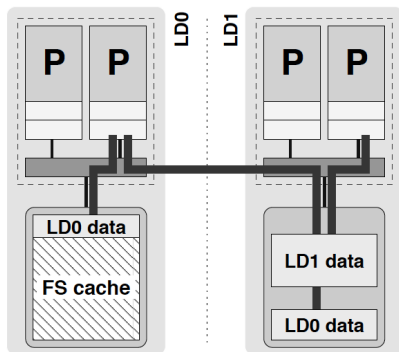 P P
LD0
LD1
P P
LD0 data
FS cache
LD1 data
LD0 data